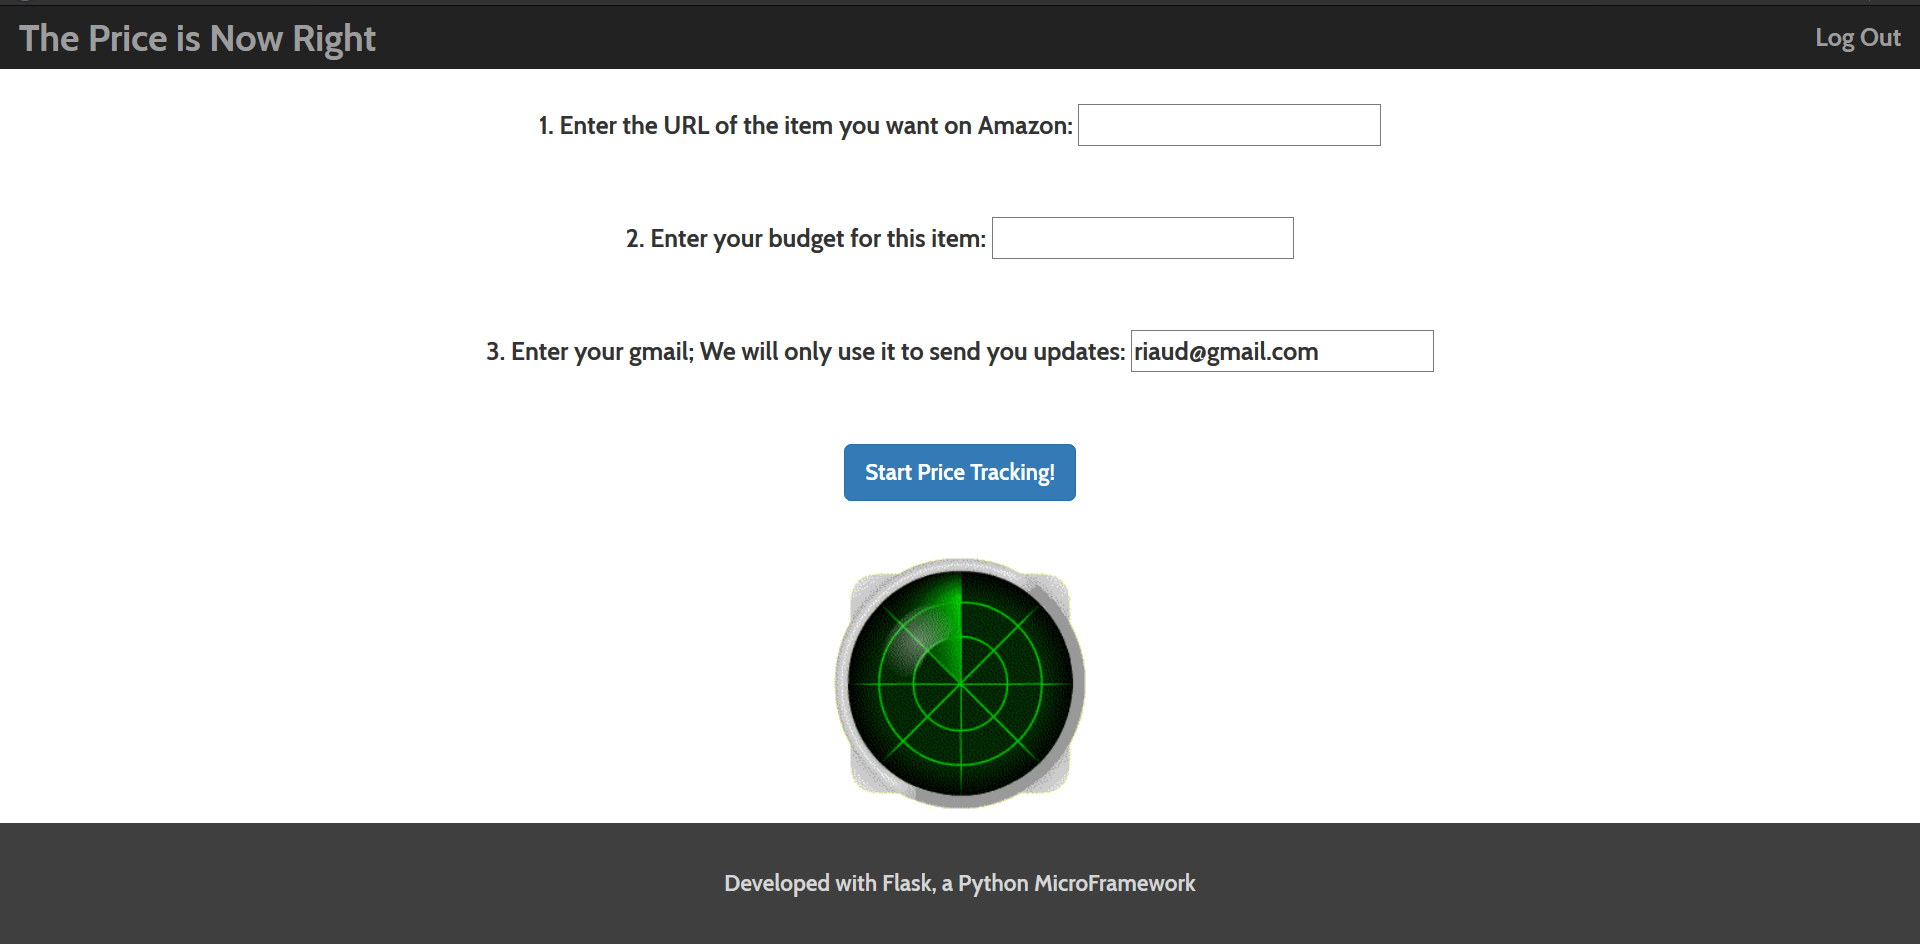 The Price is Now Right
Log Out
1. Enter the URL of the item you want on Amazon:
2. Enter your budget for this item:
3. Enter your gmail; We will only use it to send you updates: riaud@gmail.com
Start Price Tracking!
Developed with Flask, a Python MicroFramework